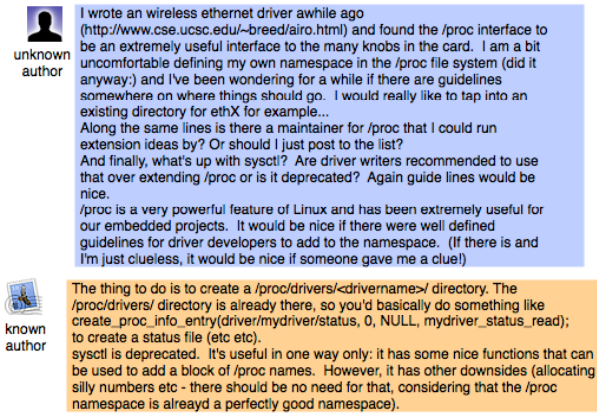 I wrote an wireless ethernet driver awhile ago
(http://www.cse.ucsc.edu/~breed/airo.html) and found the /proc interface to
be an extremely useful interface to the many knobs in the card.  I am a bit
uncomfortable defining my own namespace in the /proc file system (did it
anyway:) and I've been wondering for a while if there are guidelines
somewhere on where things should go.  I would really like to tap into an
existing directory for ethX for example...
Along the same lines is there a maintainer for /proc that I could run
extension ideas by? Or should I just post to the list?
And finally, what's up with sysctl?  Are driver writers recommended to use
that over extending /proc or is it deprecated?  Again guide lines would be
nice.
/proc is a very powerful feature of Linux and has been extremely useful for
our embedded projects.  It would be nice if there were well defined
guidelines for driver developers to add to the namespace.  (If there is and
I'm just clueless, it would be nice if someone gave me a clue!)
unknown
author
The thing to do is to create a /proc/drivers/<drivername>/ directory. The
/proc/drivers/ directory is already there, so you'd basically do something like
create_proc_info_entry(driver/mydriver/status, 0, NULL, mydriver_status_read);
to create a status file (etc etc).
sysctl is deprecated.  It's useful in one way only: it has some nice functions that can
be used to add a block of /proc names.  However, it has other downsides (allocating
silly numbers etc - there should be no need for that, considering that the /proc
namespace is alreayd a perfectly good namespace).
known
author